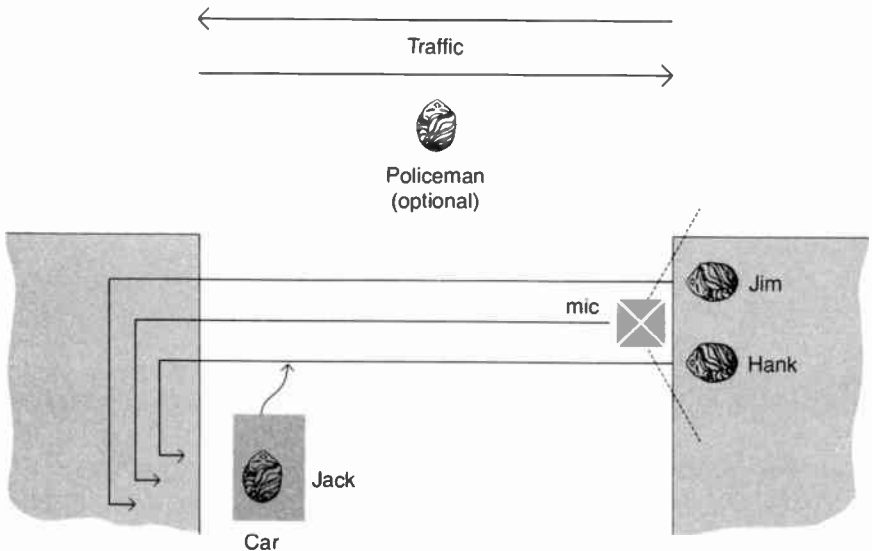 Traffic
Policeman
(optional)
mic
Jim
Hank
Jack
Car